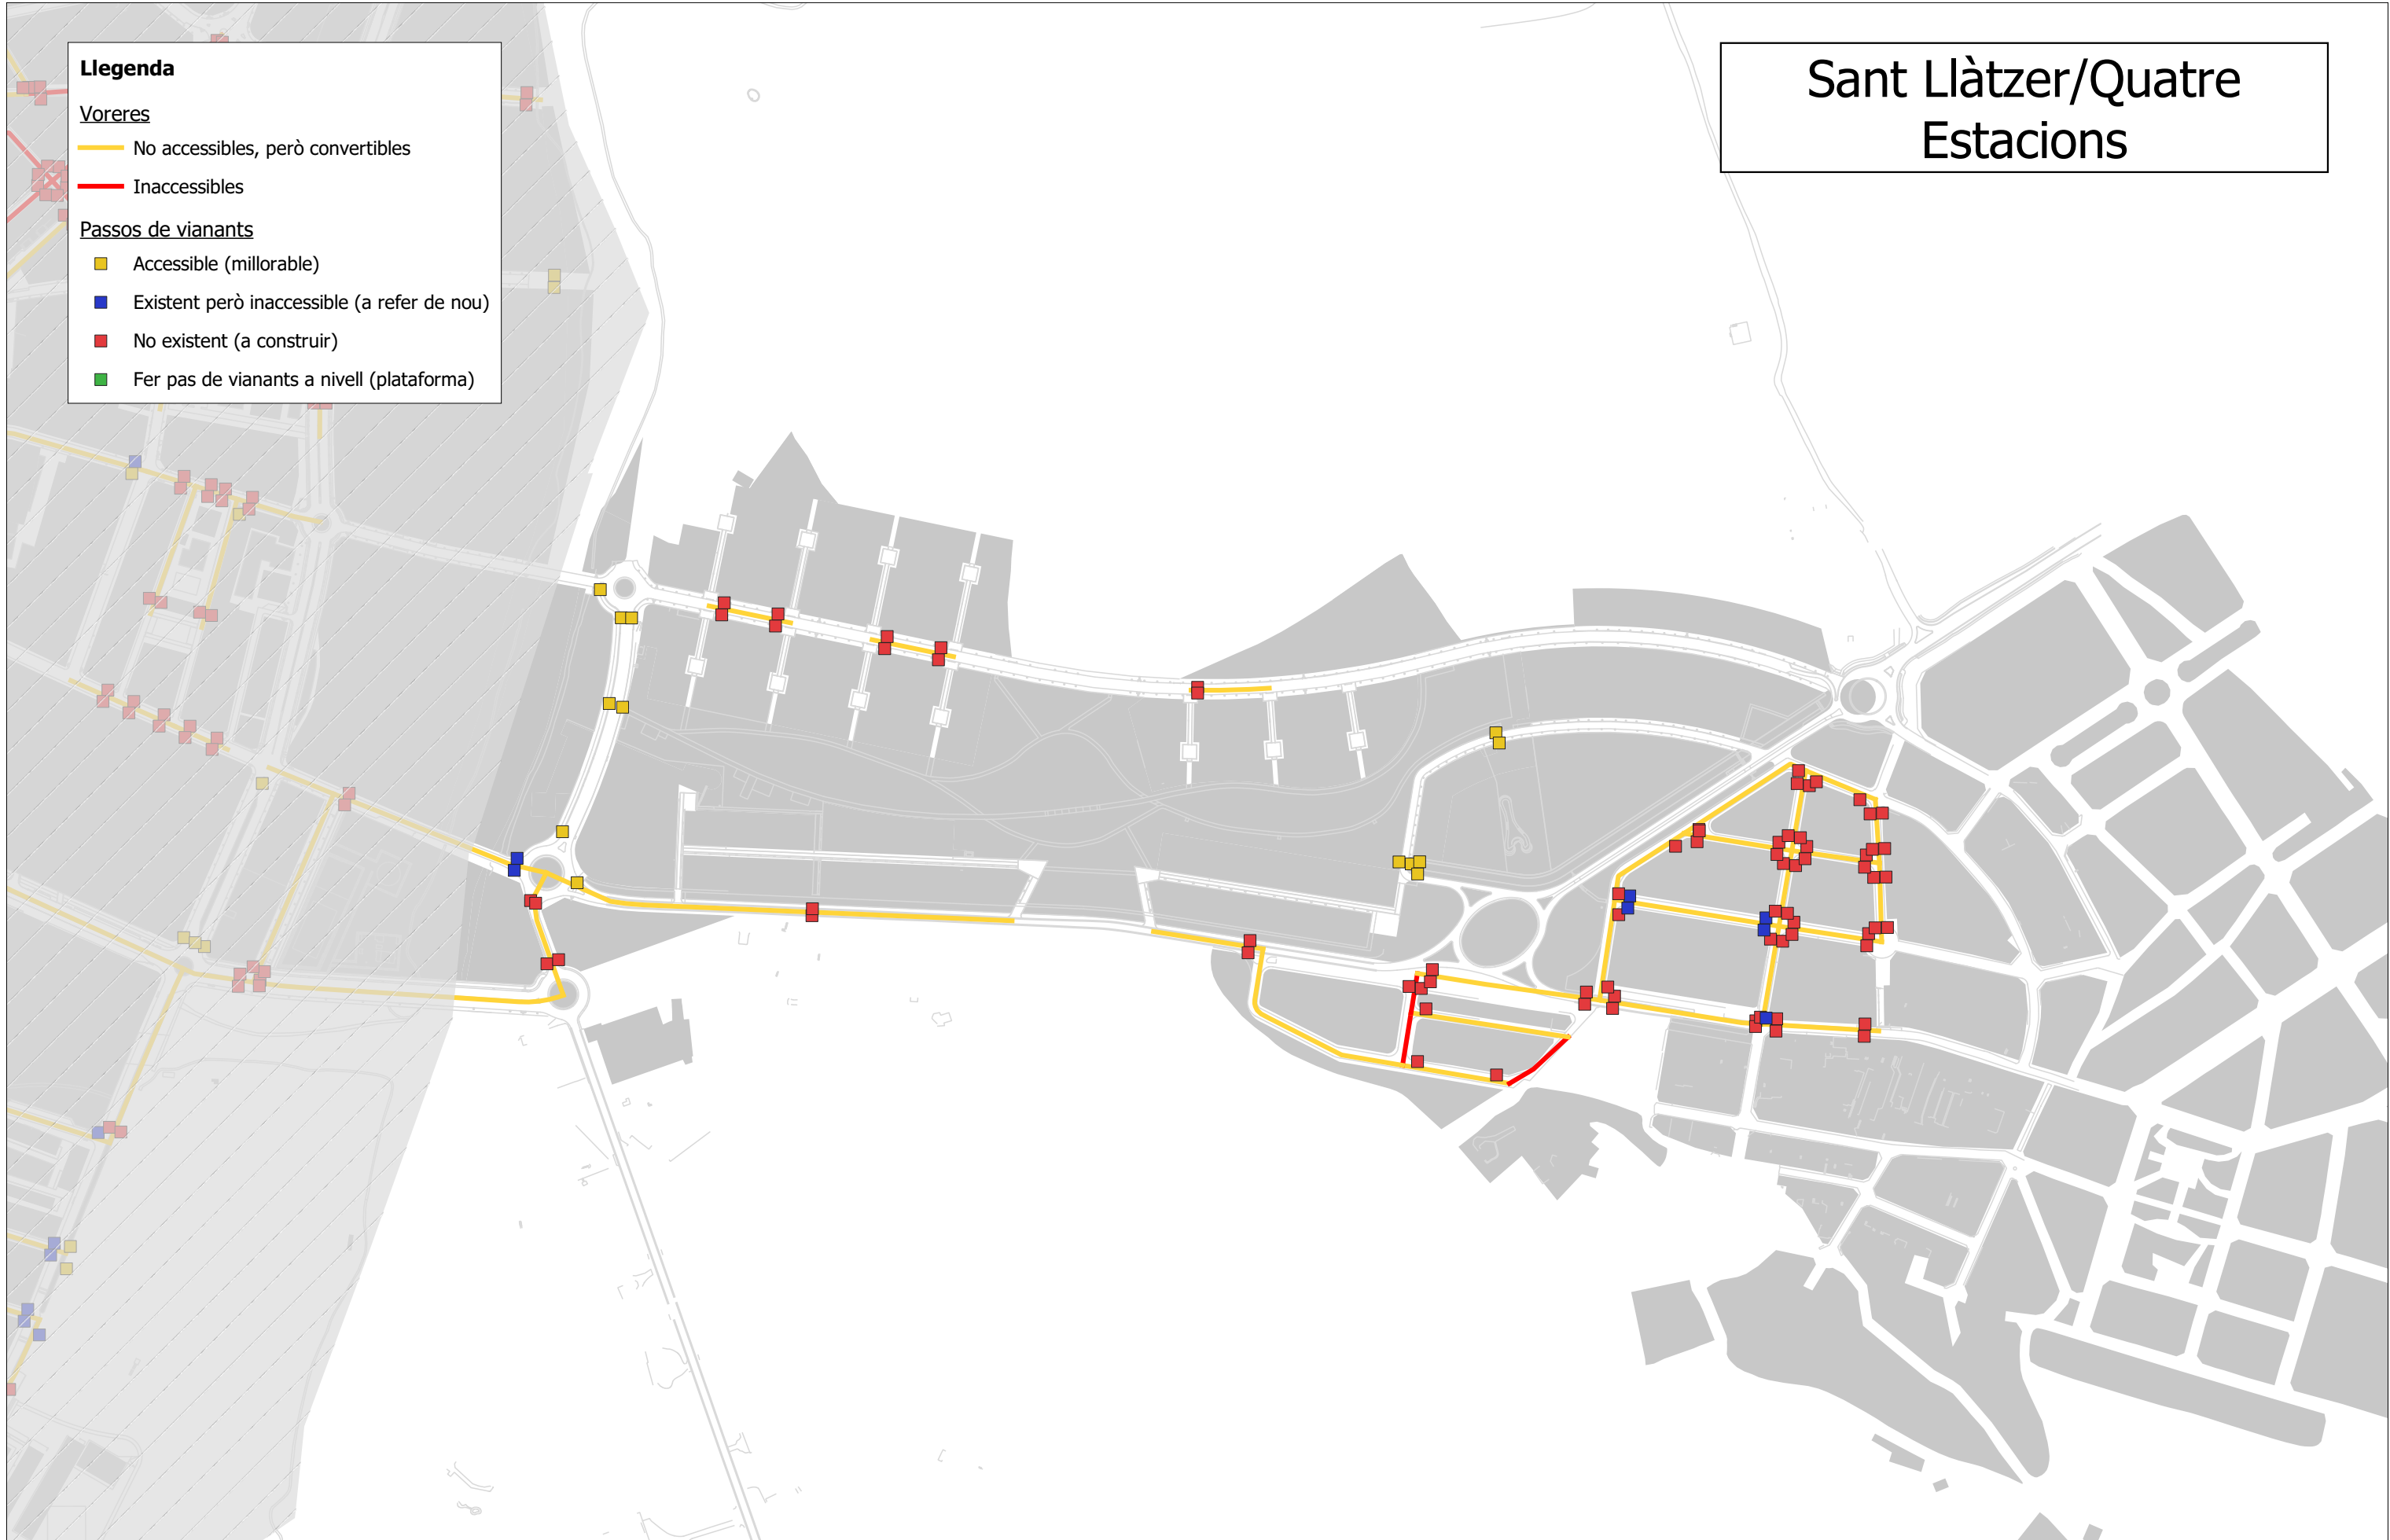 Llegenda
Voreres
No accessibles, però convertibles
Inaccessibles
Passos de vianants
Accessible (millorable)
Existent però inaccessible (a refer de nou)
No existent (a construir)
Fer pas de vianants a nivell (plataforma)
Sant Llàtzer/Quatre
Estacions